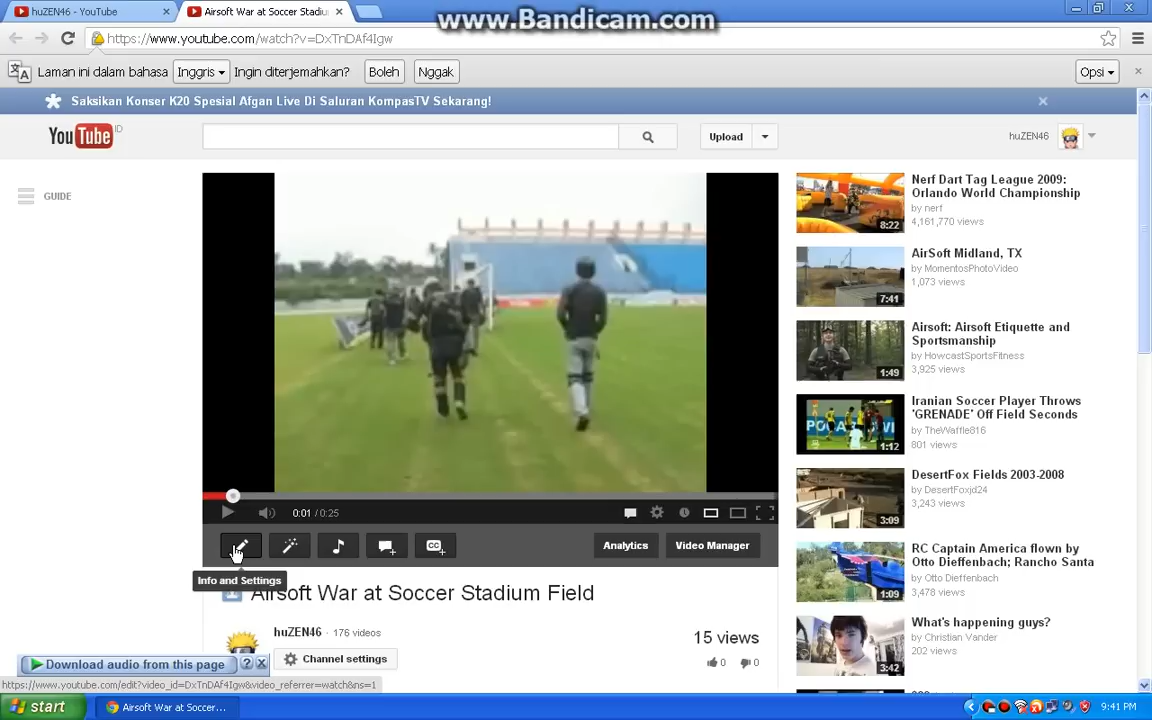 www.Bandicam.com
huZEN46 - YouTube
Airsoft War at Soccer Stadiu
https://www.youtube.com/watch?v=DxTnDAf4Igw
Laman ini dalam bahasa Inggris Ingin diterjemahkan? Boleh Nggak Opsi
Saksikan Konser K20 Spesial Afgan Live Di Saluran KompasTV Sekarang!
YouTube ID
Upload
huZEN46
GUIDE
Nerf Dart Tag League 2009:
Orlando World Championship
by nerf
4,161,770 views
8:22
AirSoft Midland, TX
by MomentosPhotoVideo
1,073 views
7:41
Airsoft: Airsoft Etiquette and
Sportsmanship
by HowcastSportsFitness
3,925 views
1:49
Iranian Soccer Player Throws
'GRENADE' Off Field Seconds
by TheWaffle816
801 views
1:12
DesertFox Fields 2003-2008
by DesertFoxjd24
3,243 views
3:09
RC Captain America flown by
Otto Dieffenbach; Rancho Santa
by Otto Dieffenbach
3,478 views
1:09
What's happening guys?
by Christian Vander
202 views
3:42
0:01 / 0:25
CC
Analytics
Video Manager
Info and Settings
Airsoft War at Soccer Stadium Field
huZEN46 · 176 videos
15 views
Channel settings
0 0
Download audio from this page ?
https://www.youtube.com/edit?video_id=DxTnDAf4Igw&video_referrer=watch&ns=1
start
Airsoft War at Soccer...
9:41 PM